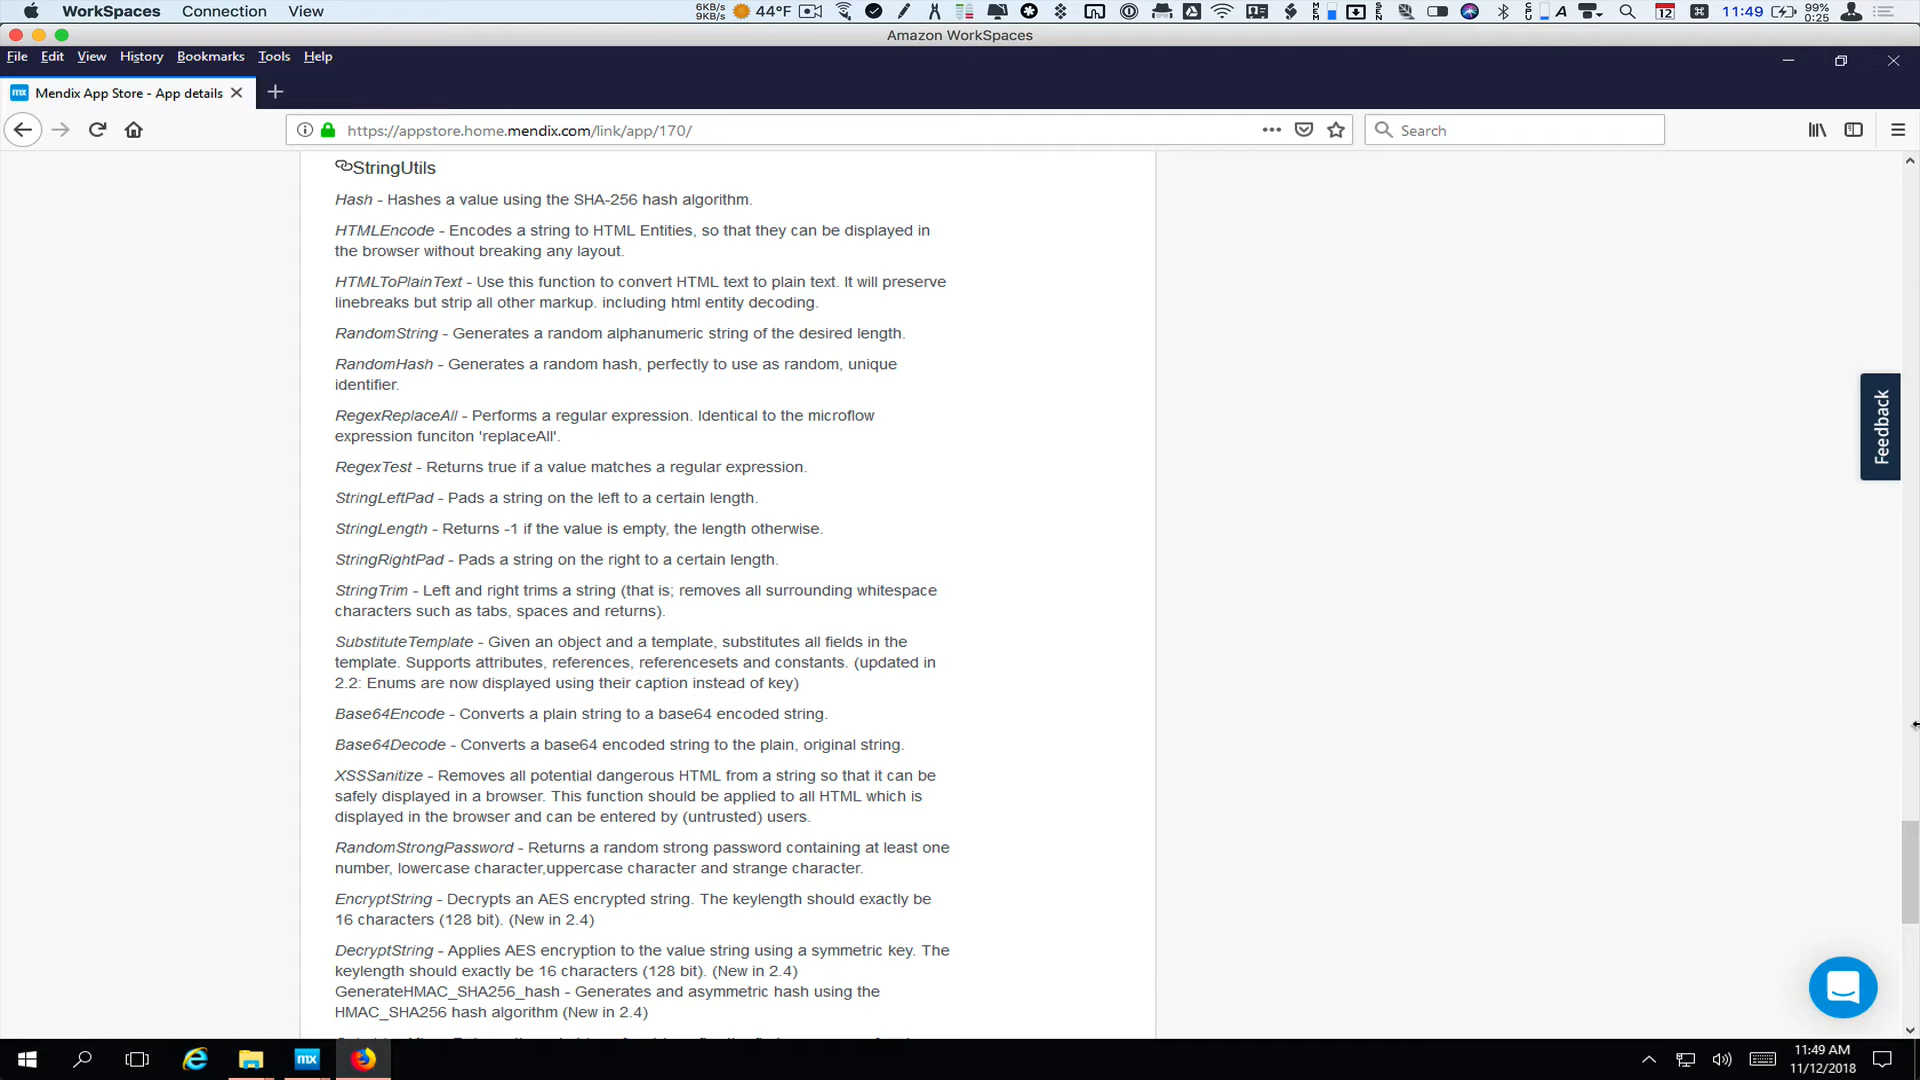 WorkSpaces Connection View 6KB/s 9KB/s 44°F MEM SEN CPU 12 11:49 99% 0:25
Amazon WorkSpaces
File Edit View History Bookmarks Tools Help
mx Mendix App Store - App details
https://appstore.home.mendix.com/link/app/170/ Search
StringUtils
Hash - Hashes a value using the SHA-256 hash algorithm.
HTMLEncode - Encodes a string to HTML Entities, so that they can be displayed in
the browser without breaking any layout.
HTMLToPlainText - Use this function to convert HTML text to plain text. It will preserve
linebreaks but strip all other markup. including html entity decoding.
RandomString - Generates a random alphanumeric string of the desired length.
RandomHash - Generates a random hash, perfectly to use as random, unique
identifier.
RegexReplaceAll - Performs a regular expression. Identical to the microflow
expression funciton 'replaceAll'.
RegexTest - Returns true if a value matches a regular expression.
StringLeftPad - Pads a string on the left to a certain length.
StringLength - Returns -1 if the value is empty, the length otherwise.
StringRightPad - Pads a string on the right to a certain length.
StringTrim - Left and right trims a string (that is; removes all surrounding whitespace
characters such as tabs, spaces and returns).
SubstituteTemplate - Given an object and a template, substitutes all fields in the
template. Supports attributes, references, referencesets and constants. (updated in
2.2: Enums are now displayed using their caption instead of key)
Base64Encode - Converts a plain string to a base64 encoded string.
Base64Decode - Converts a base64 encoded string to the plain, original string.
XSSSanitize - Removes all potential dangerous HTML from a string so that it can be
safely displayed in a browser. This function should be applied to all HTML which is
displayed in the browser and can be entered by (untrusted) users.
RandomStrongPassword - Returns a random strong password containing at least one
number, lowercase character,uppercase character and strange character.
EncryptString - Decrypts an AES encrypted string. The keylength should exactly be
16 characters (128 bit). (New in 2.4)
DecryptString - Applies AES encryption to the value string using a symmetric key. The
keylength should exactly be 16 characters (128 bit). (New in 2.4)
GenerateHMAC_SHA256_hash - Generates and asymmetric hash using the
HMAC_SHA256 hash algorithm (New in 2.4)
Feedback
mx
11:49 AM
11/12/2018